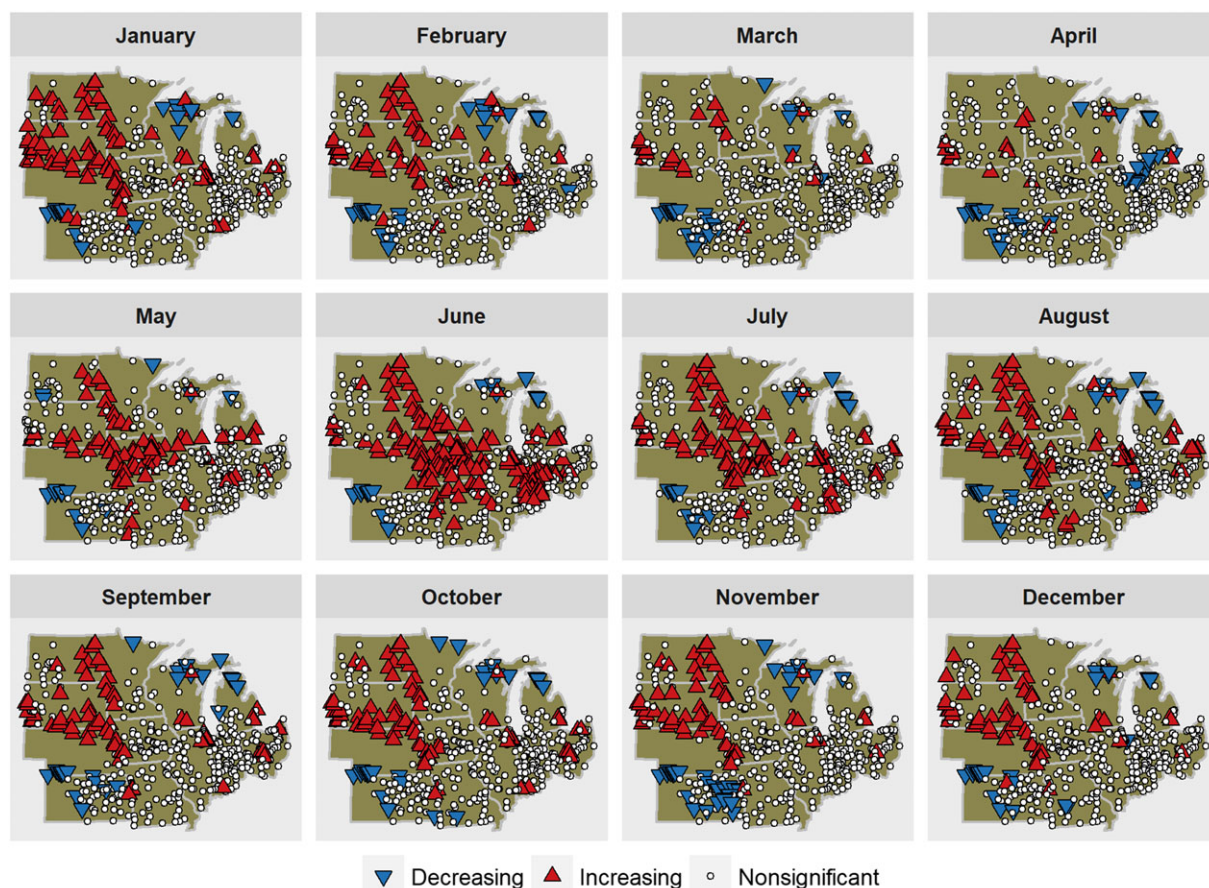 January February March April
May June July August
September October November December
Decreasing Increasing Nonsignificant